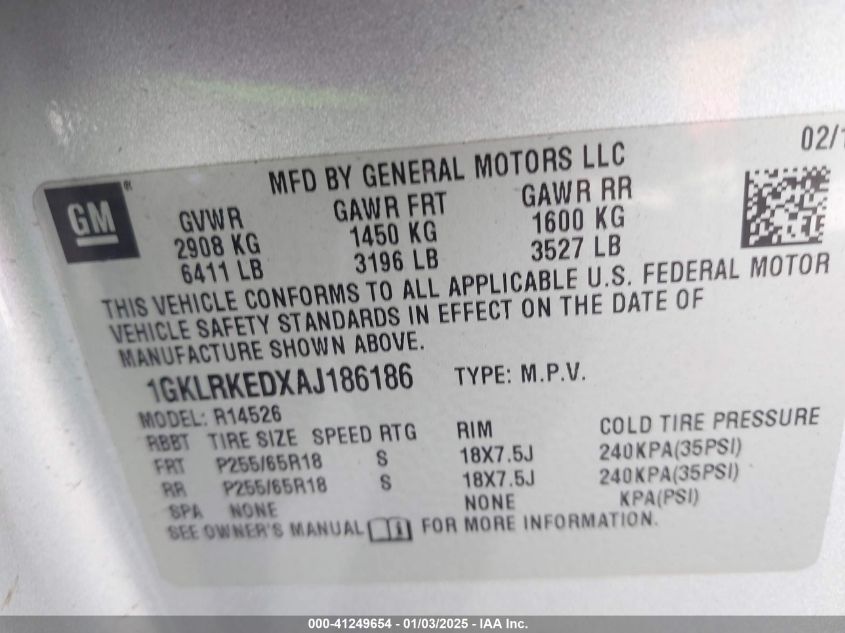 02/1
MFD BY GENERAL MOTORS LLC
GM
®
GVWR GAWR FRT GAWR RR
2908 KG 1450 KG 1600 KG
6411 LB 3196 LB 3527 LB
THIS VEHICLE CONFORMS TO ALL APPLICABLE U.S. FEDERAL MOTOR
VEHICLE SAFETY STANDARDS IN EFFECT ON THE DATE OF
MANUFACTURE SHOWN ABOVE.
1GKLRKEDXAJ186186 TYPE: M.P.V.
MODEL: R14526
RBBT TIRE SIZE SPEED RTG RIM COLD TIRE PRESSURE
FRT P255/65R18 S 18X7.5J 240KPA(35PSI)
RR P255/65R18 S 18X7.5J 240KPA(35PSI)
SPA NONE NONE KPA(PSI)
SEE OWNER'S MANUAL FOR MORE INFORMATION.
000-41249654 - 01/03/2025 - IAA Inc.